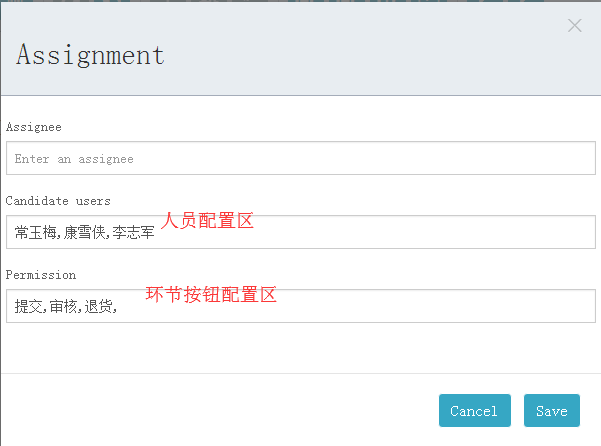 Assignment
Assignee
Enter an assignee
Candidate users
常玉梅,康雪侠,李志军 人员配置区
Permission
提交,审核,退货, 环节按钮配置区
Cancel Save